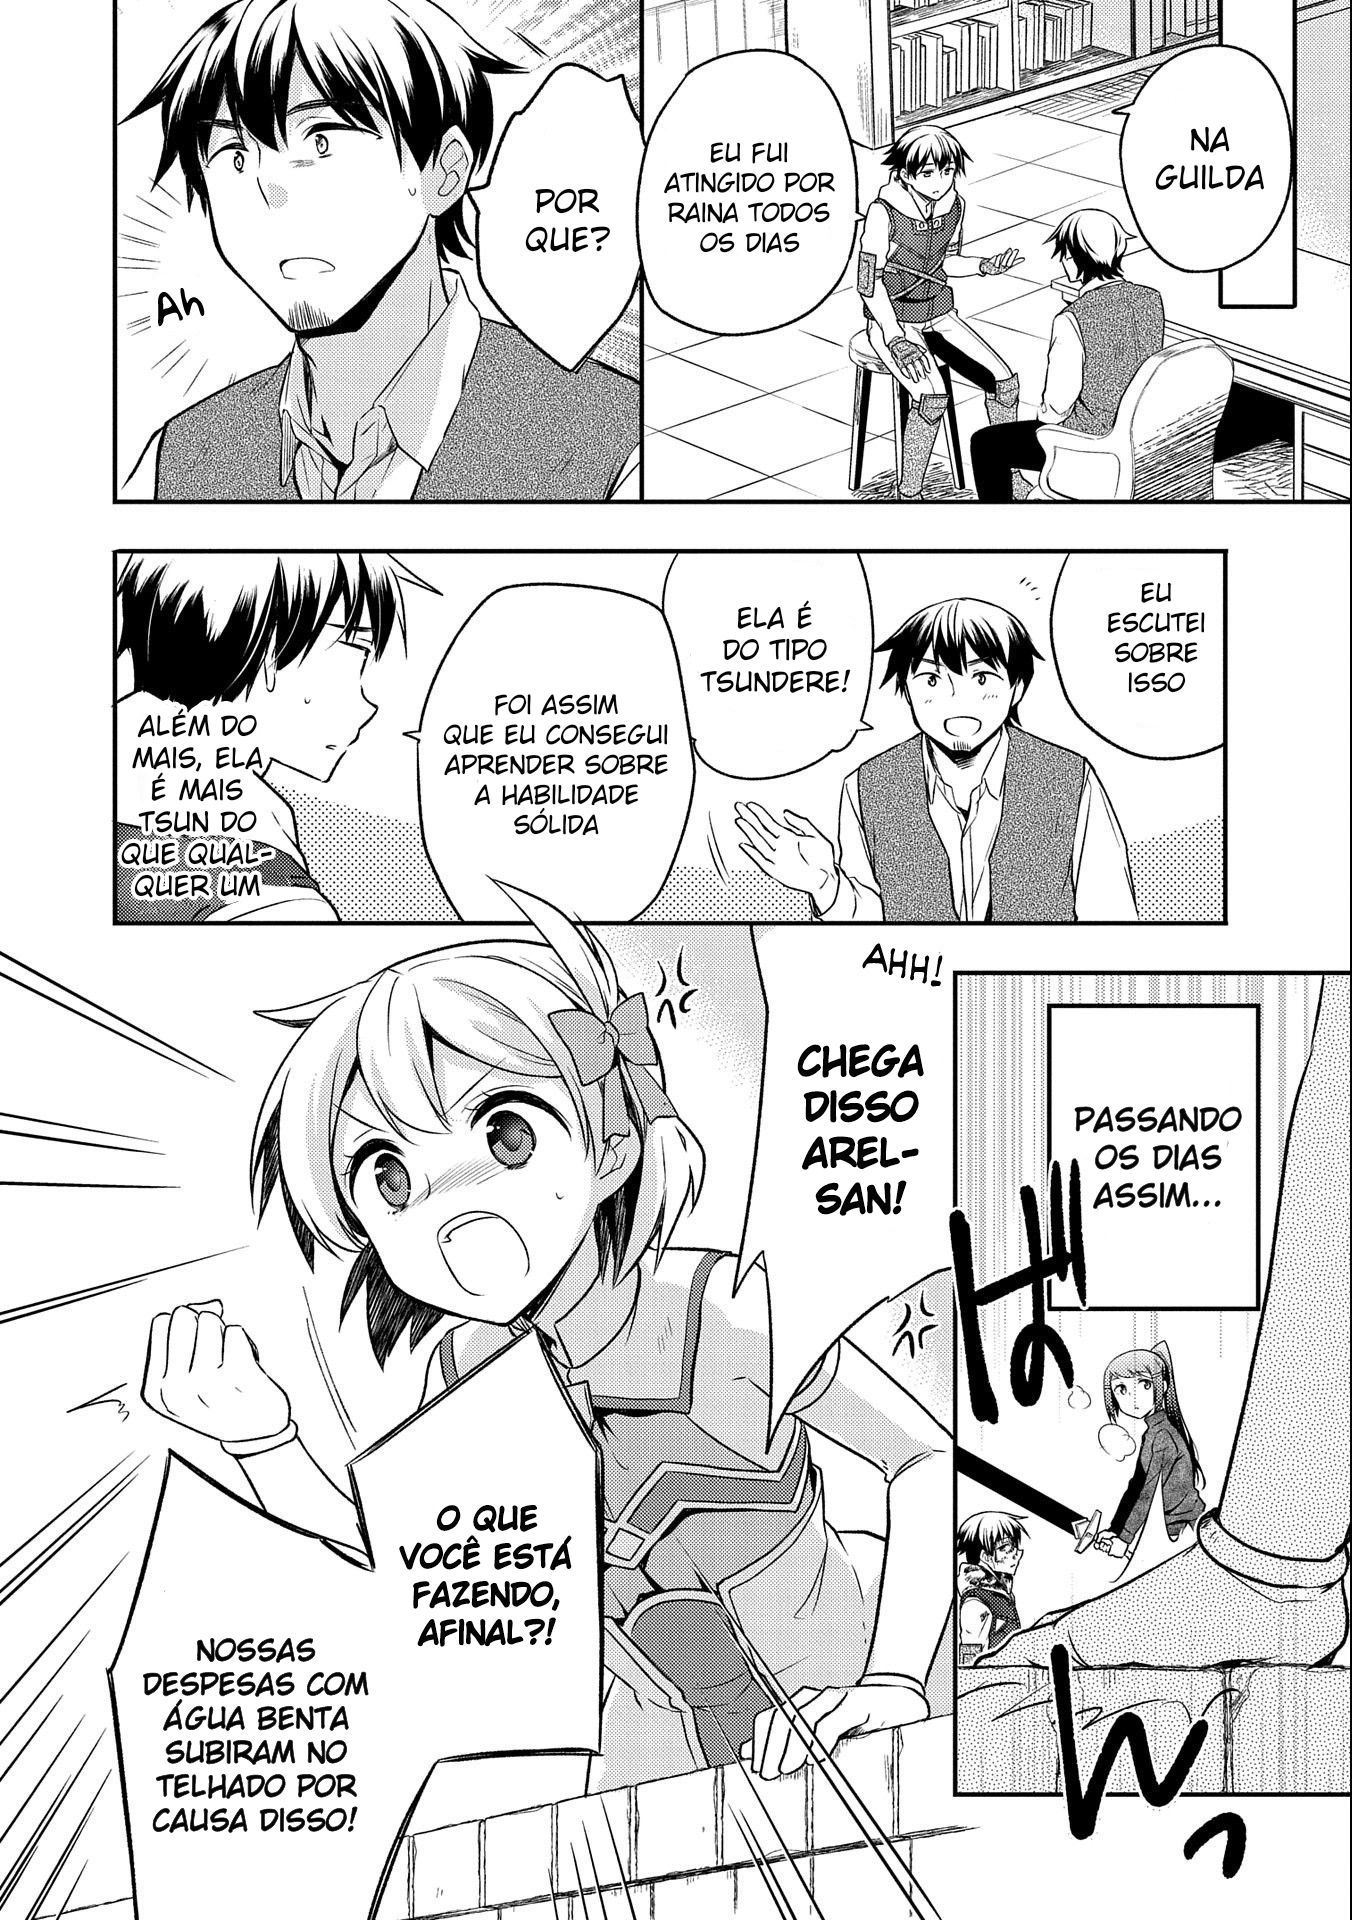 NA
GUILDA
EU FUI
ATINGIDO POR
RAINA TODOS
OS DIAS
POR
QUE?
Ah
EU
ESCUTEI
SOBRE
ISSO
ELA É
DO TIPO
TSUNDERE!
FOI ASSIM
QUE EU CONSEGUI
APRENDER SOBRE
A HABILIDADE
SÓLIDA
ALÉM DO
MAIS, ELA
É MAIS
TSUN DO
QUE QUAL-
QUER UM
PASSANDO
OS DIAS
ASSIM...
バンッ
AHH!
CHEGA
DISSO
AREL-
SAN!
O QUE
VOCÊ ESTÁ
FAZENDO,
AFINAL?!
NOSSAS
DESPESAS COM
ÁGUA BENTA
SUBIRAM NO
TELHADO POR
CAUSA DISSO!